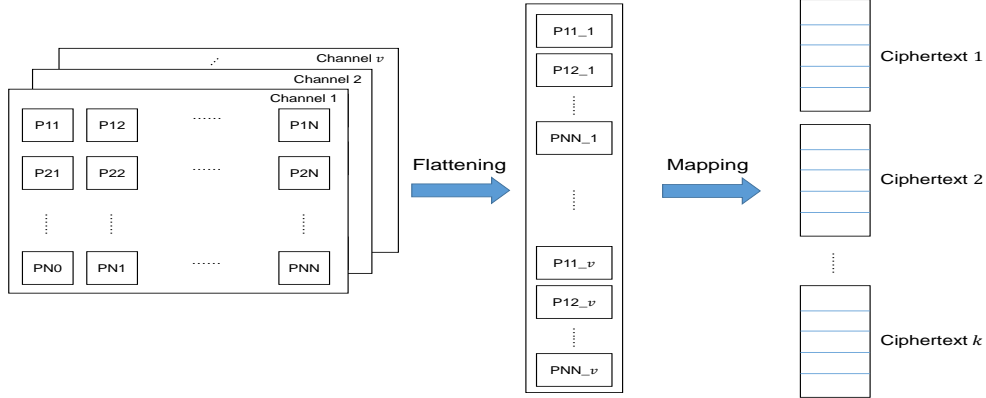 Channel v
Channel 2
Channel 1
P11 P12 ...... P1N
P21 P22 ...... P2N
...... ......
PN0 PN1 ...... PNN
Flattening
P11_1
P12_1
......
PNN_1
......
P11_v
P12_v
......
PNN_v
Mapping
Ciphertext 1
Ciphertext 2
......
Ciphertext k